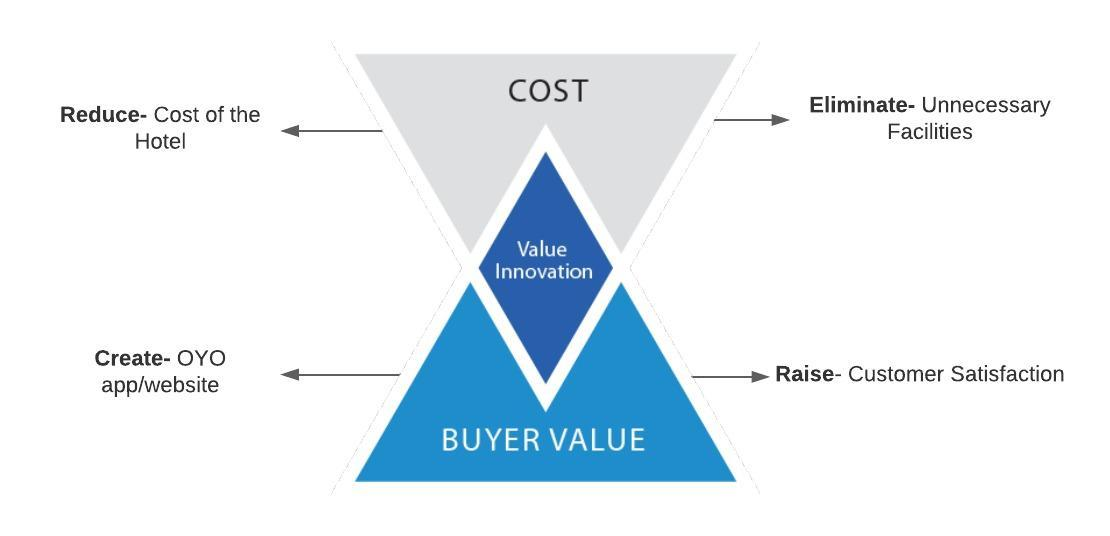 COST
Reduce- Cost of the
Hotel
Eliminate- Unnecessary
Facilities
Value
Innovation
Create- OYO
app/website
Raise- Customer Satisfaction
BUYER VALUE